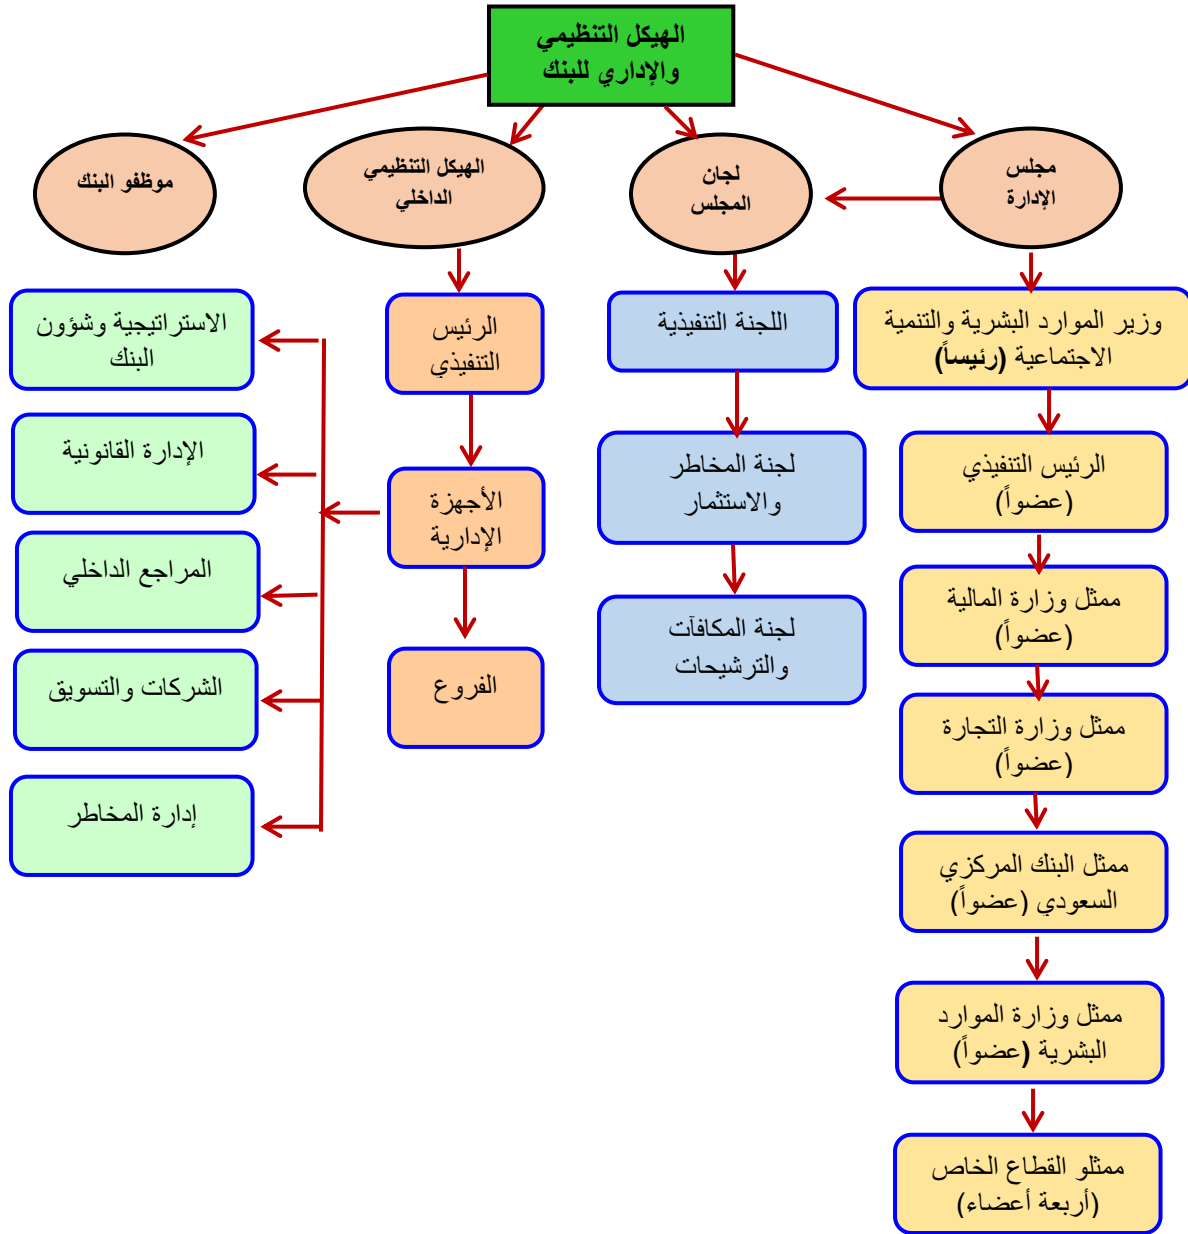 الهيكل التنظيمي
والإداري للبنك
مجلس
الإدارة
لجان
المجلس
الهيكل التنظيمي
الداخلي
موظفو البنك
وزير الموارد البشرية والتنمية
الاجتماعية (رئيساً)
الرئيس التنفيذي
(عضواً)
ممثل وزارة المالية
(عضواً)
ممثل وزارة التجارة
(عضواً)
ممثل البنك المركزي
السعودي (عضواً)
ممثل وزارة الموارد
البشرية (عضواً)
ممثلو القطاع الخاص
(أربعة أعضاء)
اللجنة التنفيذية
لجنة المخاطر
والاستثمار
لجنة المكافآت
والترشيحات
الرئيس
التنفيذي
الأجهزة
الإدارية
الفروع
الاستراتيجية وشؤون
البنك
الإدارة القانونية
المراجع الداخلي
الشركات والتسويق
إدارة المخاطر